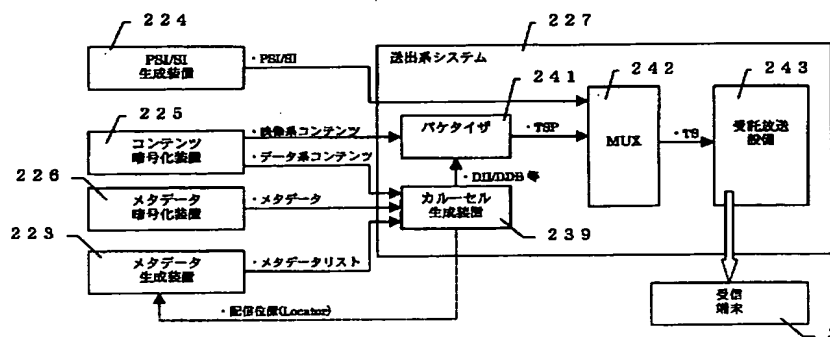 224
227
PSI/SI
生成装置
・PSI/SI
送出系システム
241
242
243
225
コンテンツ
暗号化装置
・映像系コンテンツ
・データ系コンテンツ
パケタイザ
・TSP
MUX
・TS
受託放送
設備
・DII/DDB 等
226
メタデータ
暗号化装置
・メタデータ
カルーセル
生成装置
239
223
メタデータ
生成装置
・メタデータリスト
・配信位置(Locator)
受信
端末